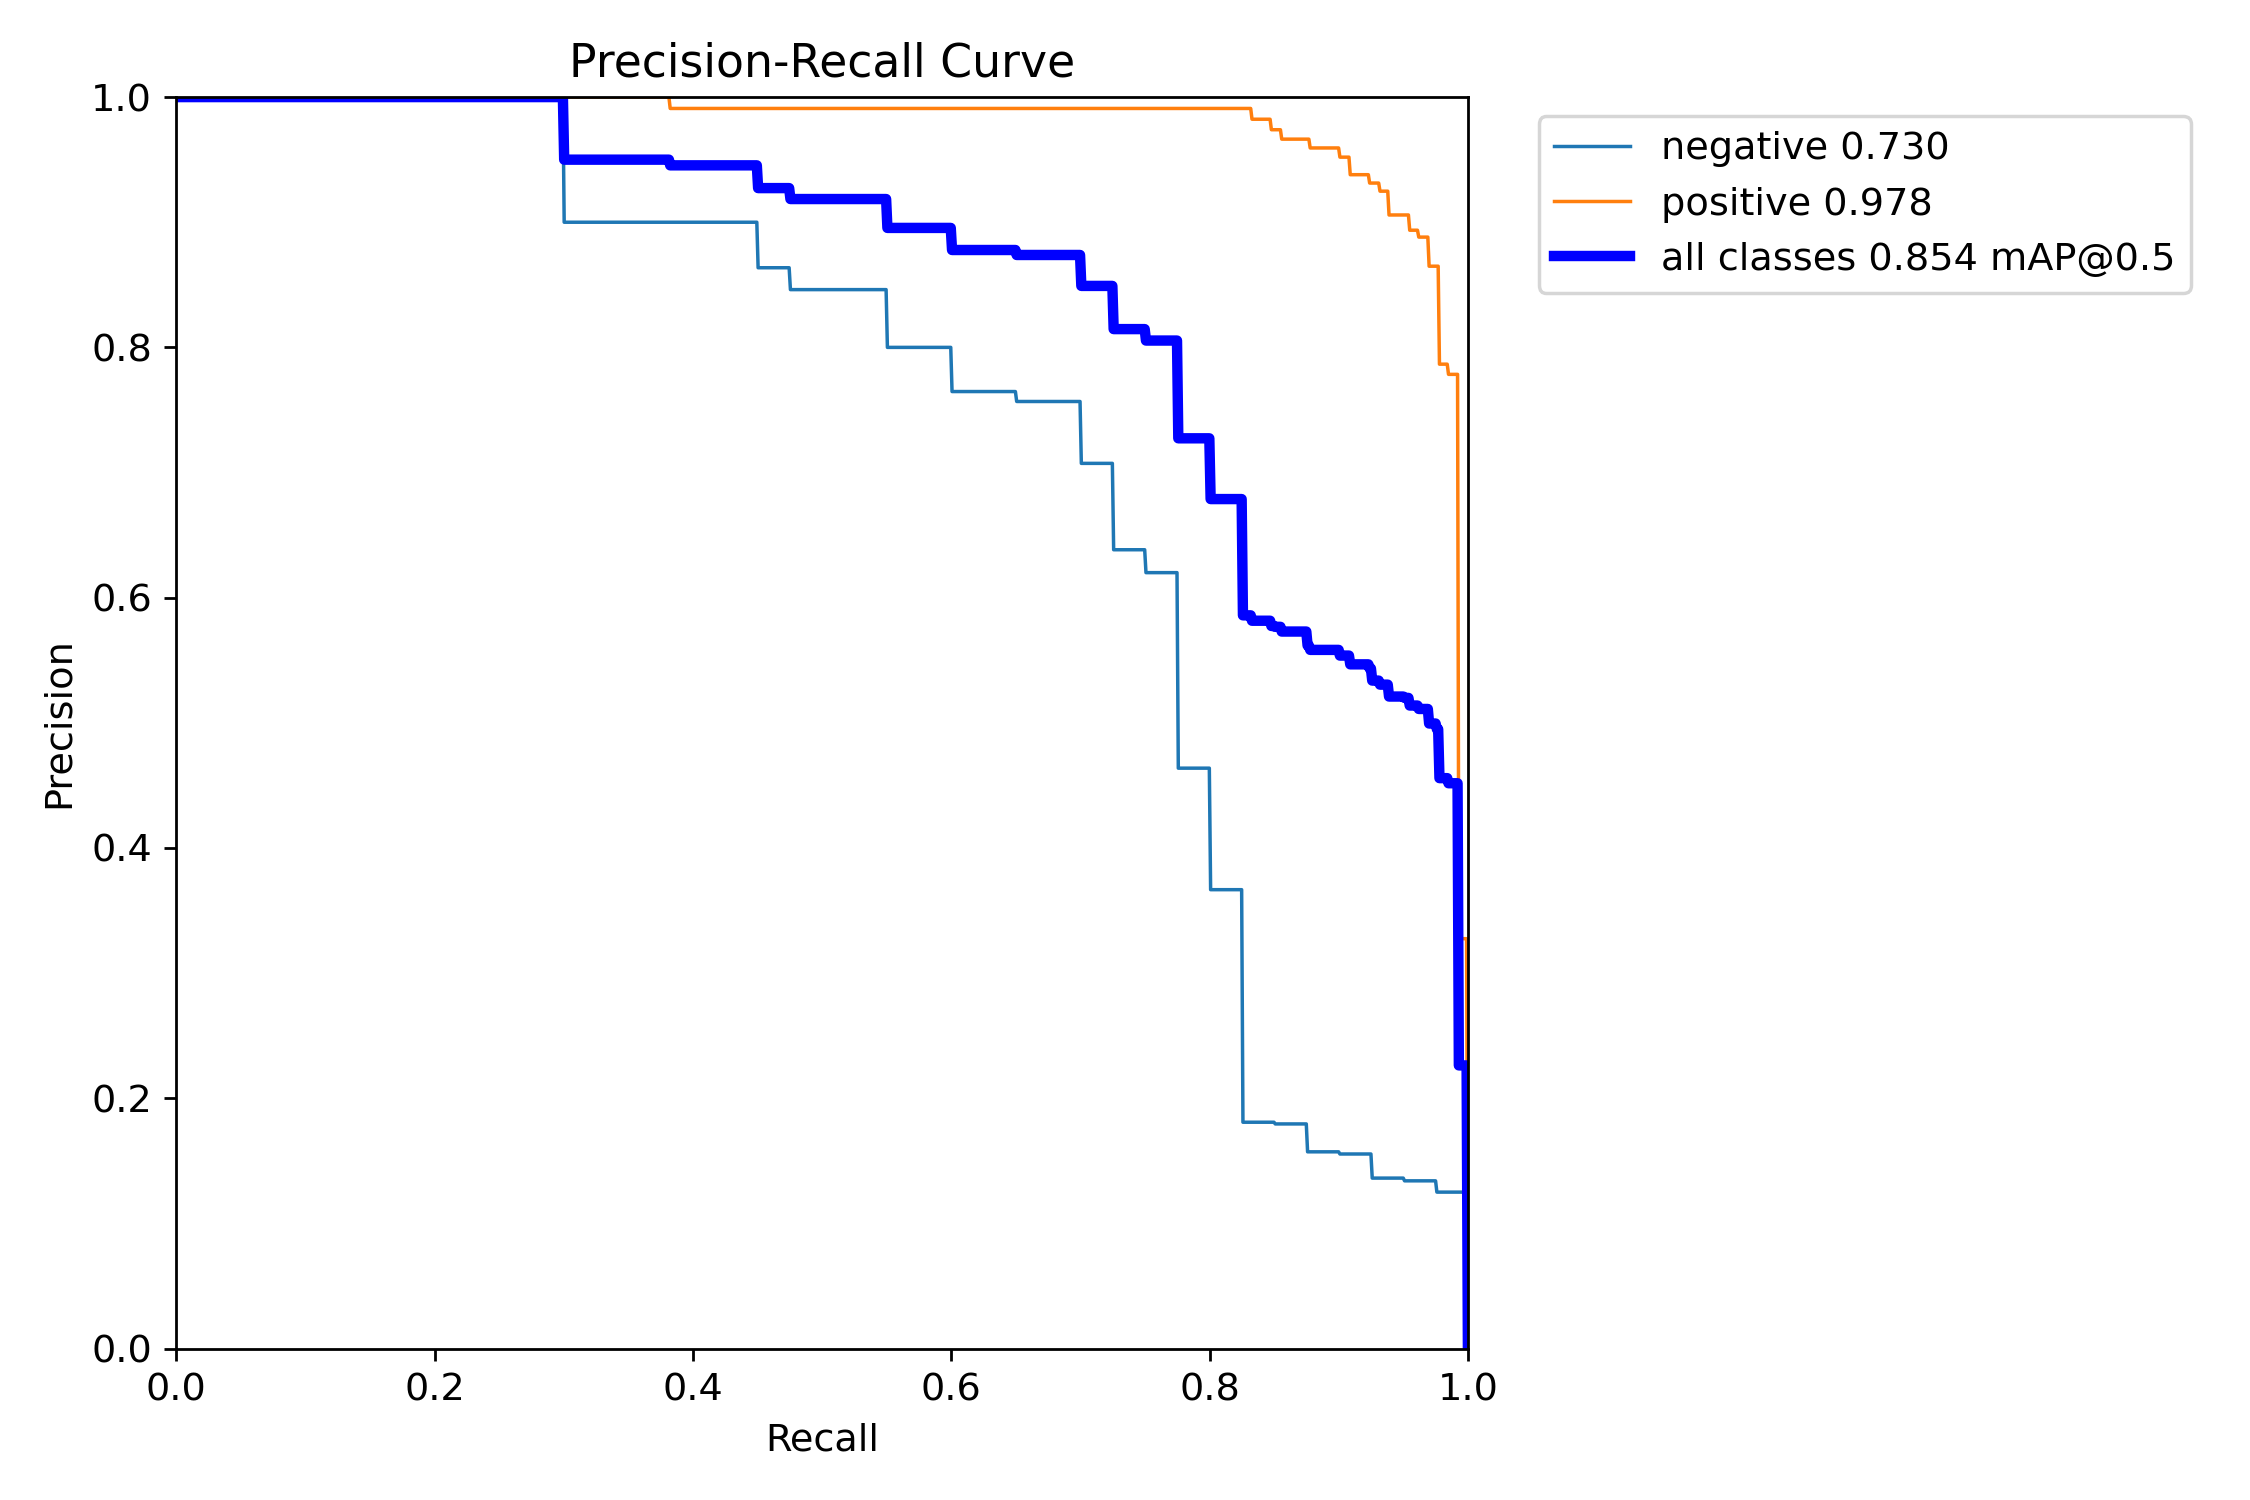 Precision-Recall Curve
1.0
0.8
0.6
0.4
0.2
0.0
Precision
0.0 0.2 0.4 0.6 0.8 1.0
Recall
negative 0.730
positive 0.978
all classes 0.854 mAP@0.5